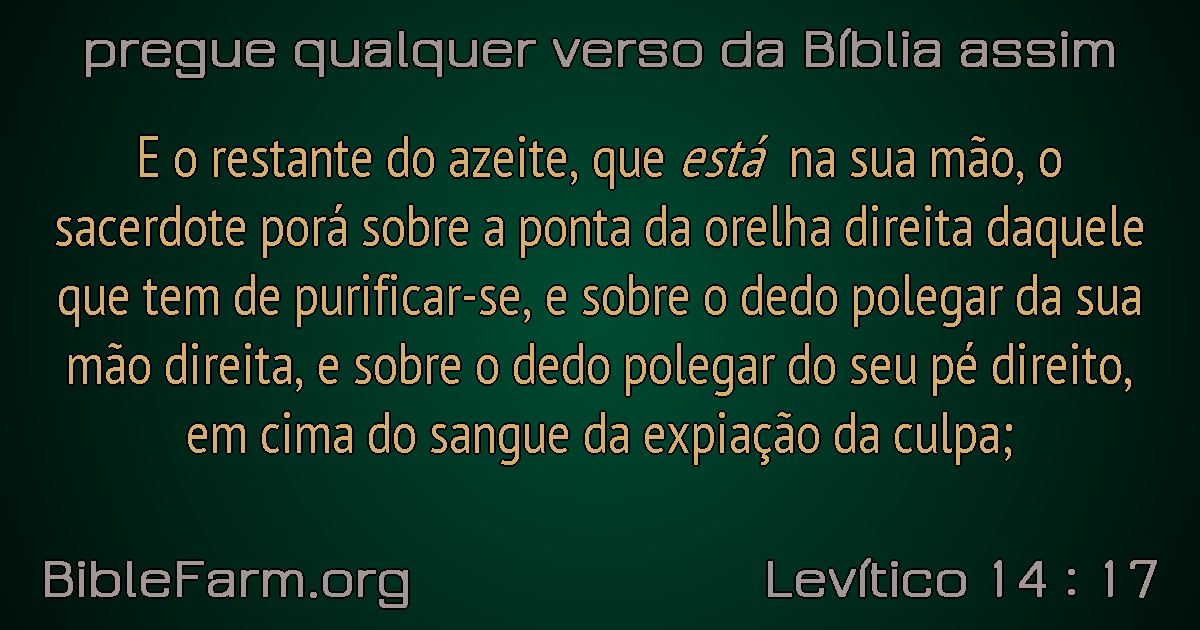 pregue qualquer verso da Bíblia assim
E o restante do azeite, que está na sua mão, o
sacerdote porá sobre a ponta da orelha direita daquele
que tem de purificar-se, e sobre o dedo polegar da sua
mão direita, e sobre o dedo polegar do seu pé direito,
em cima do sangue da expiação da culpa;
BibleFarm.org
Levítico 14 : 17